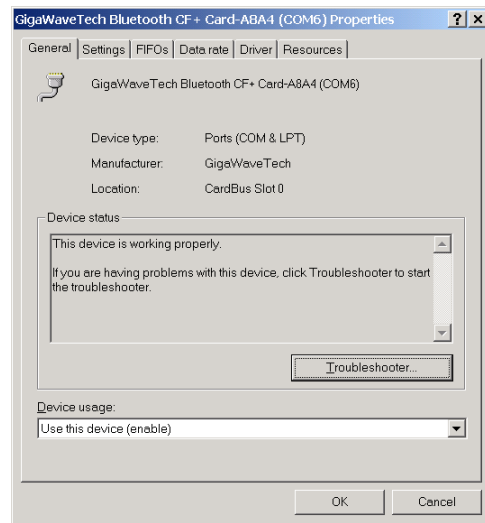 GigaWaveTech Bluetooth CF+ Card-A8A4 (COM6) Properties
General Settings FIFOs Data rate Driver Resources
GigaWaveTech Bluetooth CF+ Card-A8A4 (COM6)
Device type: Ports (COM & LPT)
Manufacturer: GigaWaveTech
Location: CardBus Slot 0
Device status
This device is working properly.
If you are having problems with this device, click Troubleshooter to start
the troubleshooter.
Troubleshooter...
Device usage:
Use this device (enable)
OK Cancel